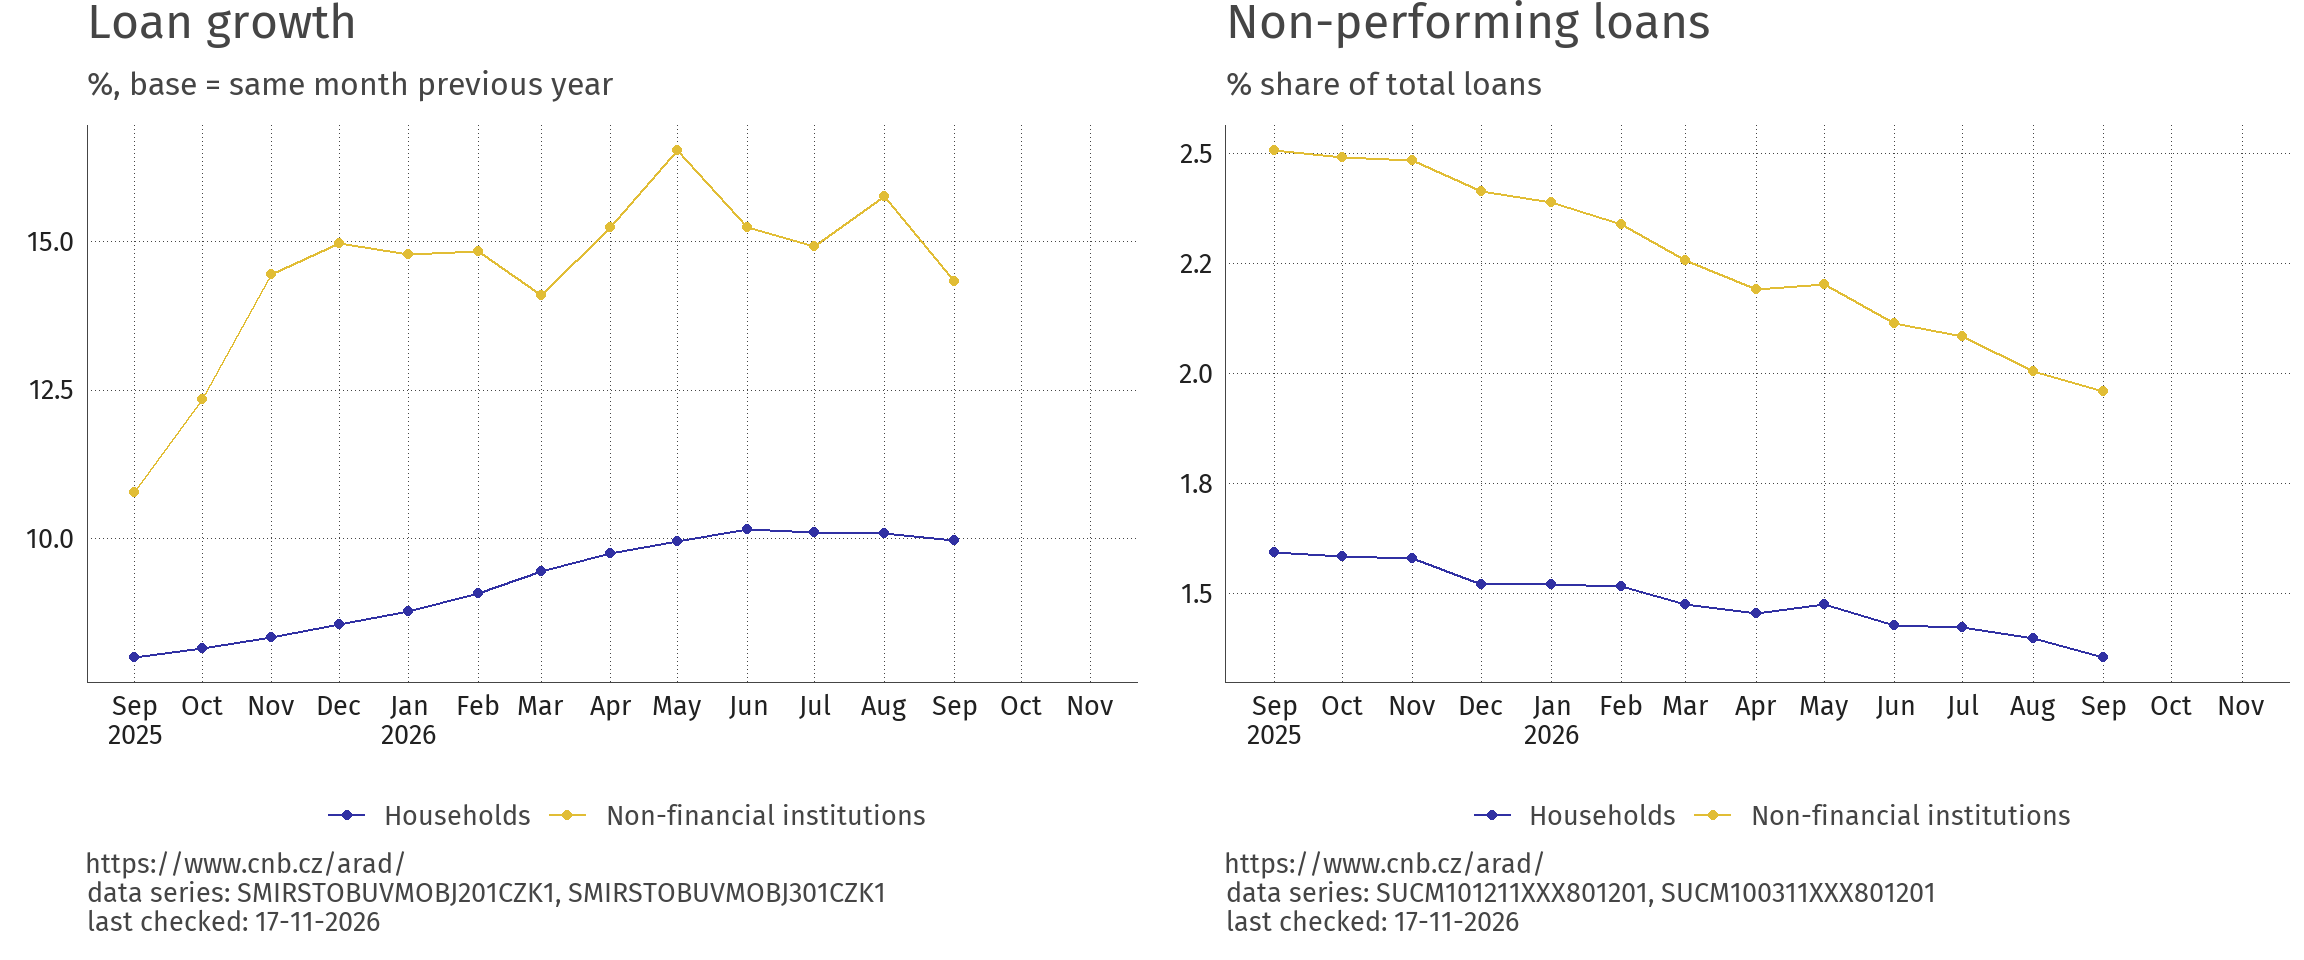 Loan growth
%, base = same month previous year
15.0
12.5
10.0
Sep Oct Nov Dec Jan Feb Mar Apr May Jun Jul Aug Sep Oct Nov
2025 2026
Households Non-financial institutions
https://www.cnb.cz/arad/
data series: SMIRSTOBUVMOBJ201CZK1, SMIRSTOBUVMOBJ301CZK1
last checked: 17-11-2026
Non-performing loans
% share of total loans
2.5
2.2
2.0
1.8
1.5
Sep Oct Nov Dec Jan Feb Mar Apr May Jun Jul Aug Sep Oct Nov
2025 2026
Households Non-financial institutions
https://www.cnb.cz/arad/
data series: SUCM101211XXX801201, SUCM100311XXX801201
last checked: 17-11-2026